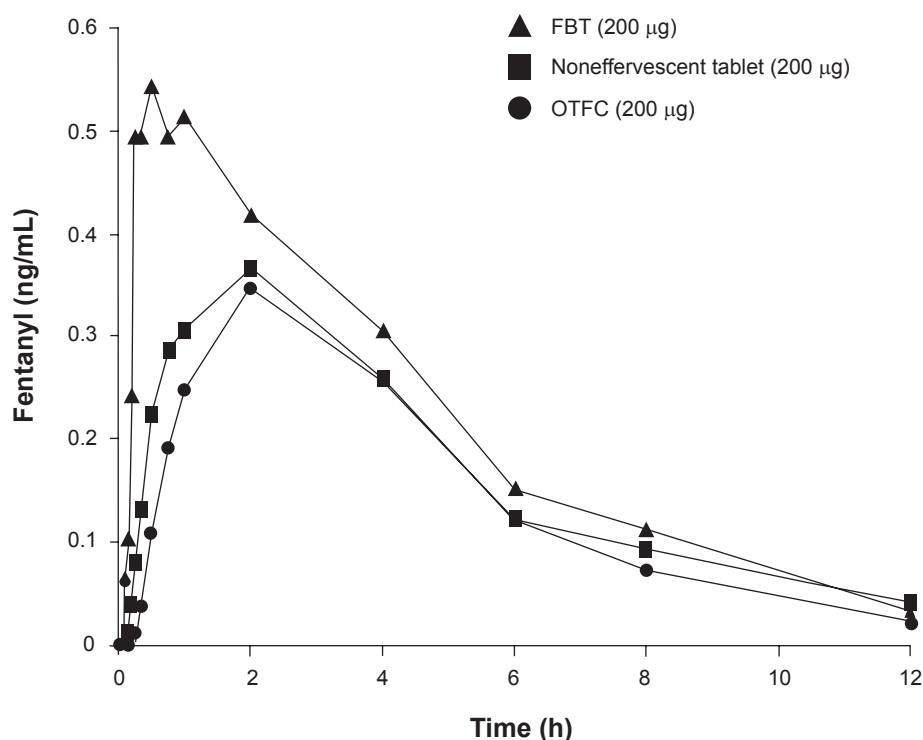 0.6
FBT (200 μg)
Noneffervescent tablet (200 μg)
OTFC (200 μg)
0.5
0.4
0.3
0.2
0.1
0
Fentanyl (ng/mL)
0 2 4 6 8 10 12
Time (h)